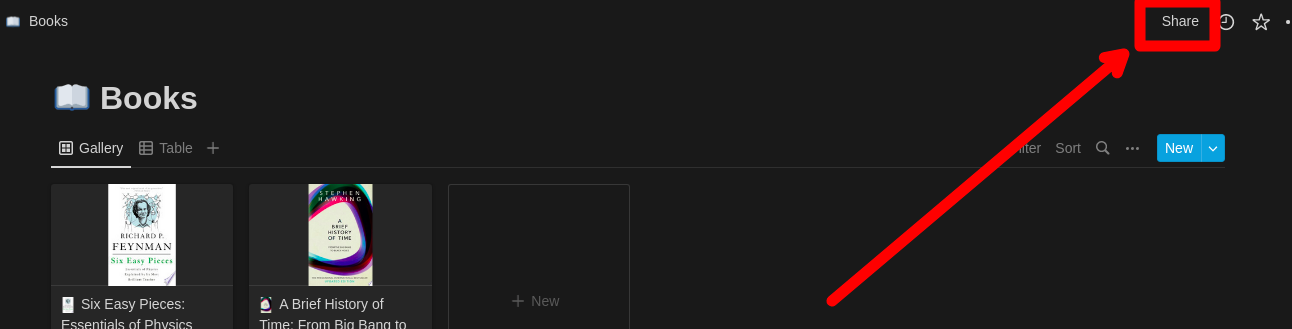 Books
Share
Books
Gallery
Table
Sort
New
STEPHEN
HAWKING
A
BRIEF
HISTORY
OF TIME
RICHARD P.
FEYNMAN
Six Easy Pieces
Six Easy Pieces:
Essentials of Physics
A Brief History of
Time: From Big Bang to
New